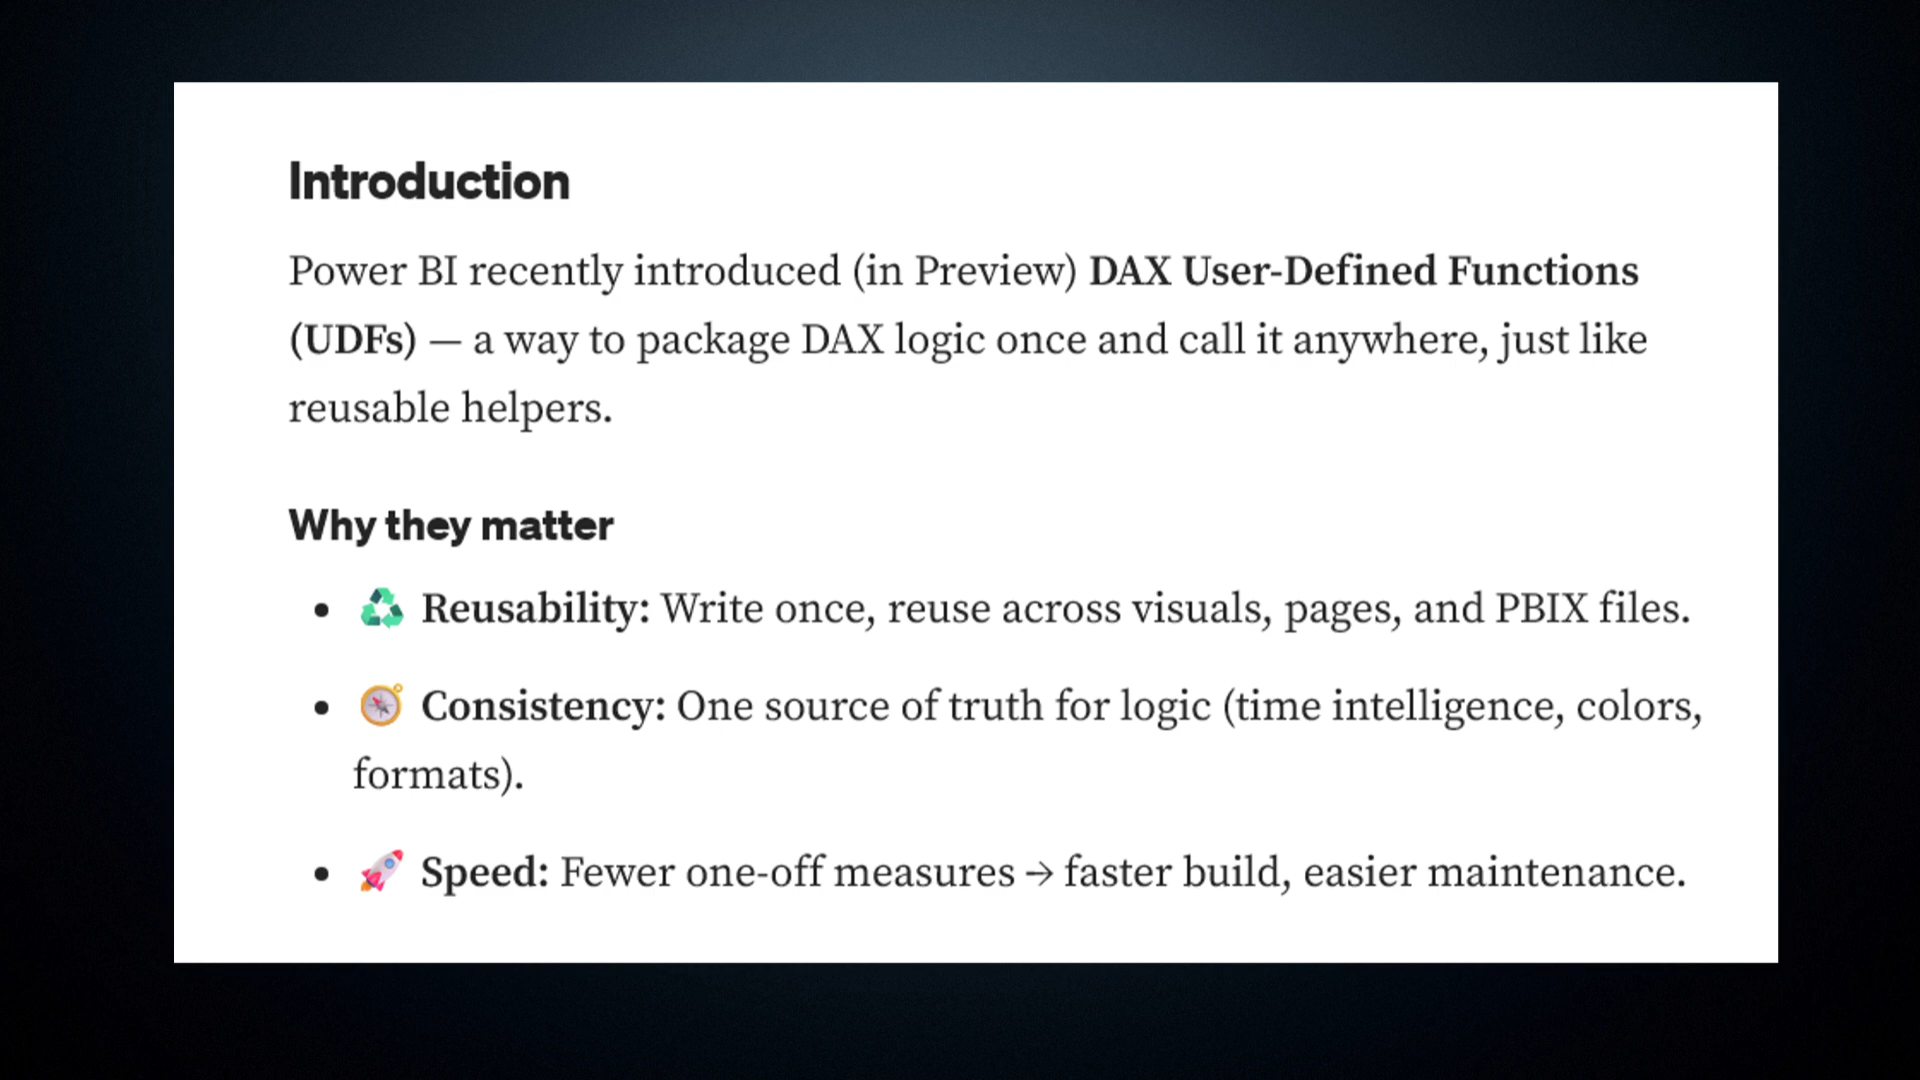 Introduction
Power BI recently introduced (in Preview) DAX User-Defined Functions
(UDFs) — a way to package DAX logic once and call it anywhere, just like
reusable helpers.
Why they matter
• ♻️ Reusability: Write once, reuse across visuals, pages, and PBIX files.
• 🧭 Consistency: One source of truth for logic (time intelligence, colors,
formats).
• 🚀 Speed: Fewer one-off measures → faster build, easier maintenance.